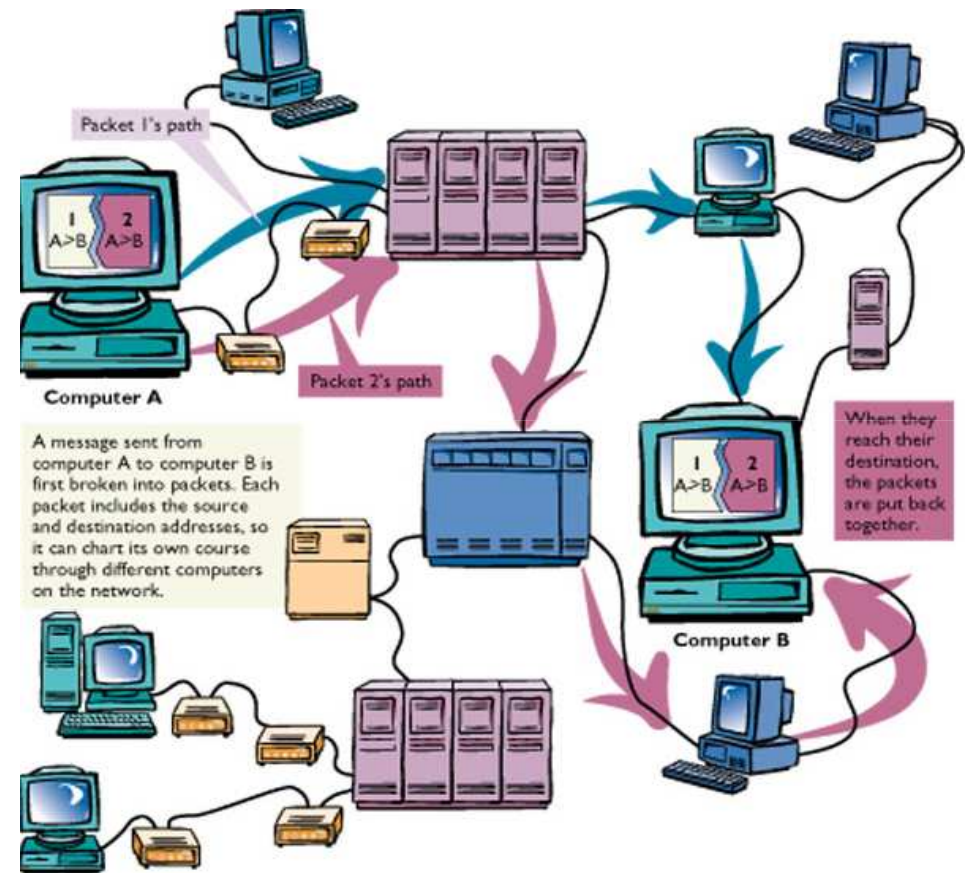 Packet 1's path
1
2
A>B
A>B
Packet 2's path
Computer A
A message sent from
computer A to computer B is
first broken into packets. Each
packet includes the source
and destination addresses, so
it can chart its own course
through different computers
on the network.
1
2
A>B
A>B
When they
reach their
destination,
the packets
are put back
together.
Computer B